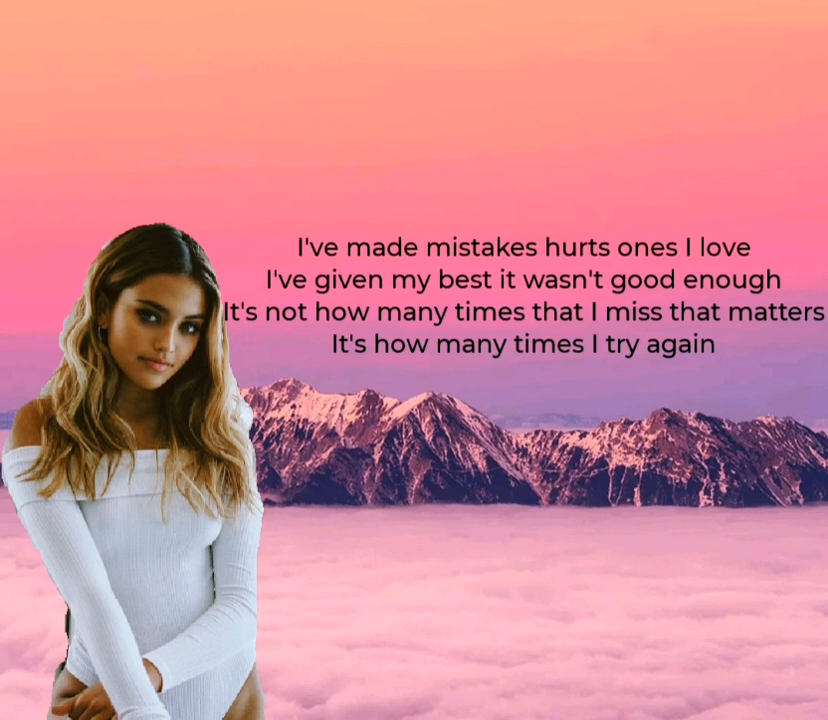 I've made mistakes hurts ones I love
I've given my best it wasn't good enough
It's not how many times that I miss that matters
It's how many times I try again